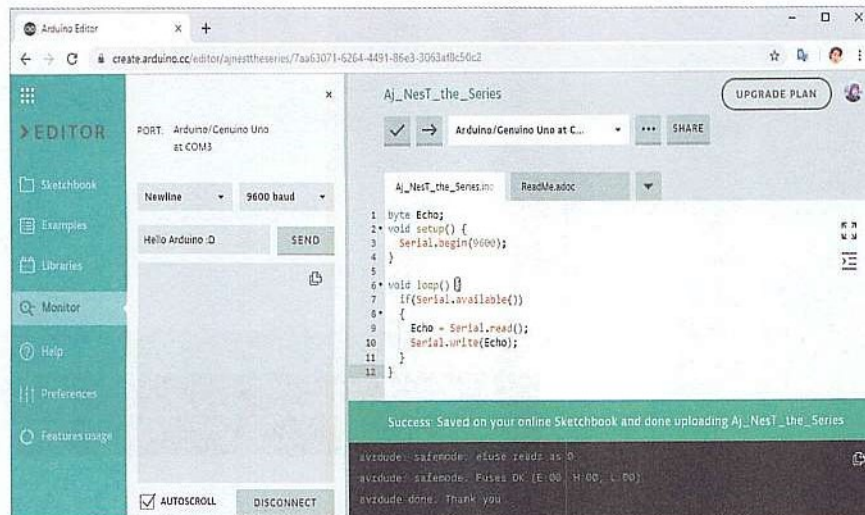 Arduino Editor
create.arduino.cc/editor/ajnesttheseries/7aa63071-6264-4491-86e3-3063af8c50c2
EDITOR
Sketchbook
Examples
Libraries
Monitor
Help
Preferences
Features usage
PORT: Arduino/Genuino Uno
at COM3
Newline
9600 baud
Hello Arduino :D
SEND
AUTOSCROLL
DISCONNECT
Aj_NesT_the_Series
UPGRADE PLAN
Arduino/Genuino Uno at C...
SHARE
Aj_NesT_the_Series.ino
ReadMe.adoc
1 byte Echo;
2 void setup() {
3 Serial.begin(9600);
4 }
5
6 void loop() {
7 if(Serial.available())
8 {
9 Echo = Serial.read();
10 Serial.write(Echo);
11 }
12 }
Success: Saved on your online Sketchbook and done uploading Aj_NesT_the_Series
avrdude: safemode: efuse reads as 0
avrdude: safemode: Fuses OK (E:00, H:00, L:00)
avrdude done. Thank you.